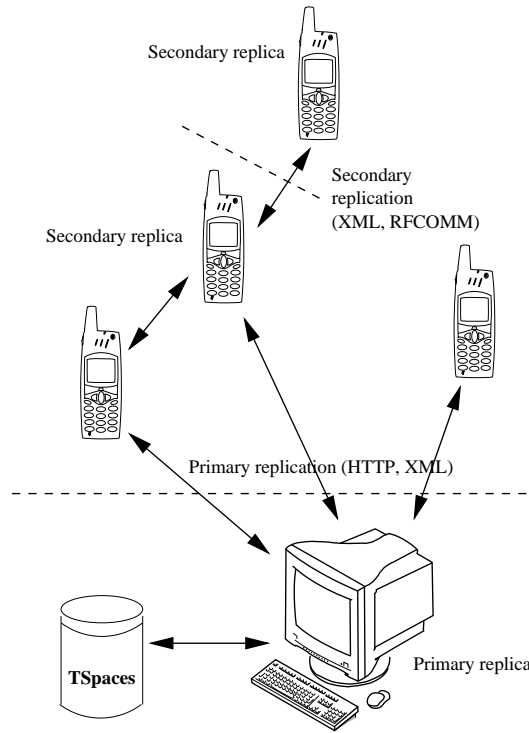 Secondary replica
Secondary
replication
(XML, RFCOMM)
Secondary replica
Primary replication (HTTP, XML)
TSpaces
Primary replica